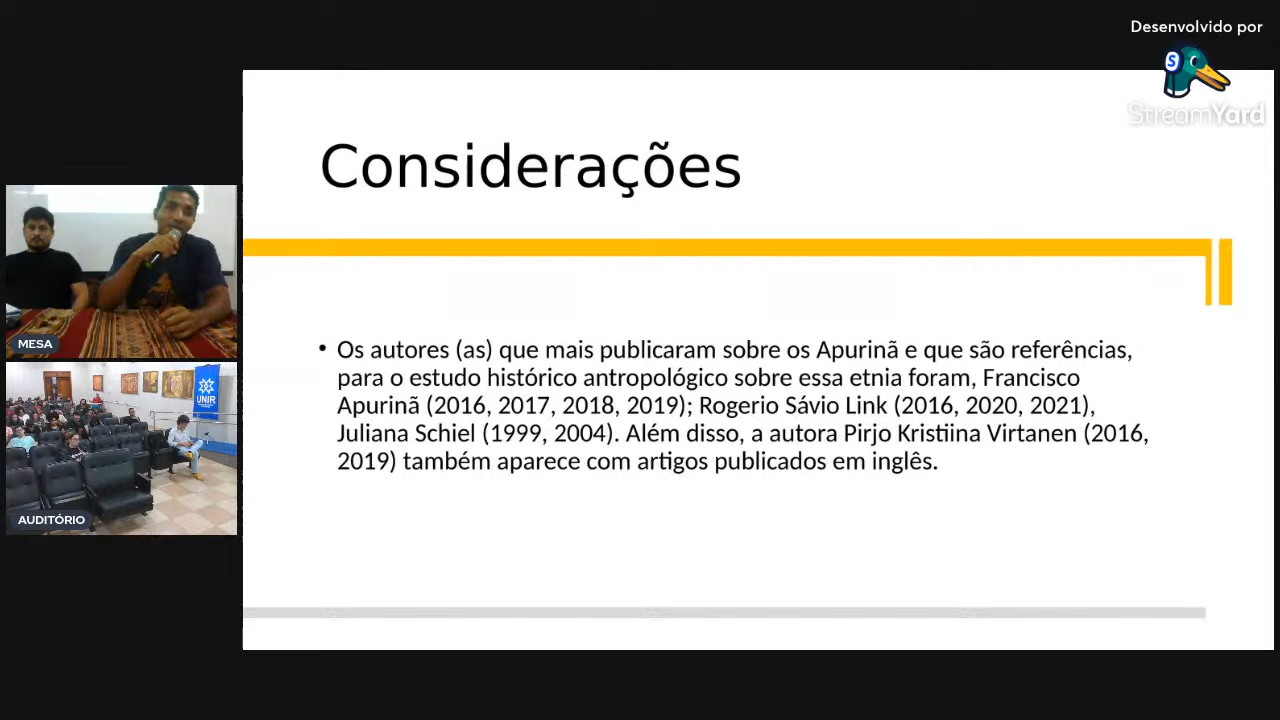 Desenvolvido por
StreamYard
Considerações
• Os autores (as) que mais publicaram sobre os Apurinã e que são referências,
para o estudo histórico antropológico sobre essa etnia foram, Francisco
Apurinã (2016, 2017, 2018, 2019); Rogerio Sávio Link (2016, 2020, 2021),
Juliana Schiel (1999, 2004). Além disso, a autora Pirjo Kristiina Virtanen (2016,
2019) também aparece com artigos publicados em inglês.
MESA
UNIR
AUDITÓRIO